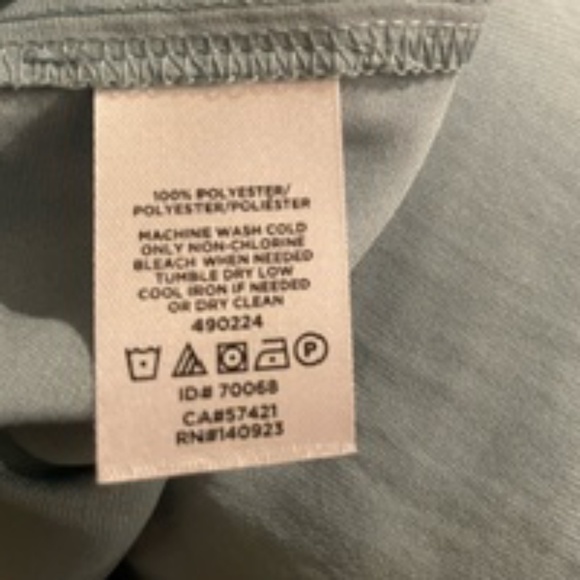 100% POLYESTER/
POLYESTER/POLIÉSTER
MACHINE WASH COLD
ONLY NON-CHLORINE
BLEACH WHEN NEEDED
TUMBLE DRY LOW
COOL IRON IF NEEDED
OR DRY CLEAN
490224
P
ID# 70068
CA#57421
RN#140923